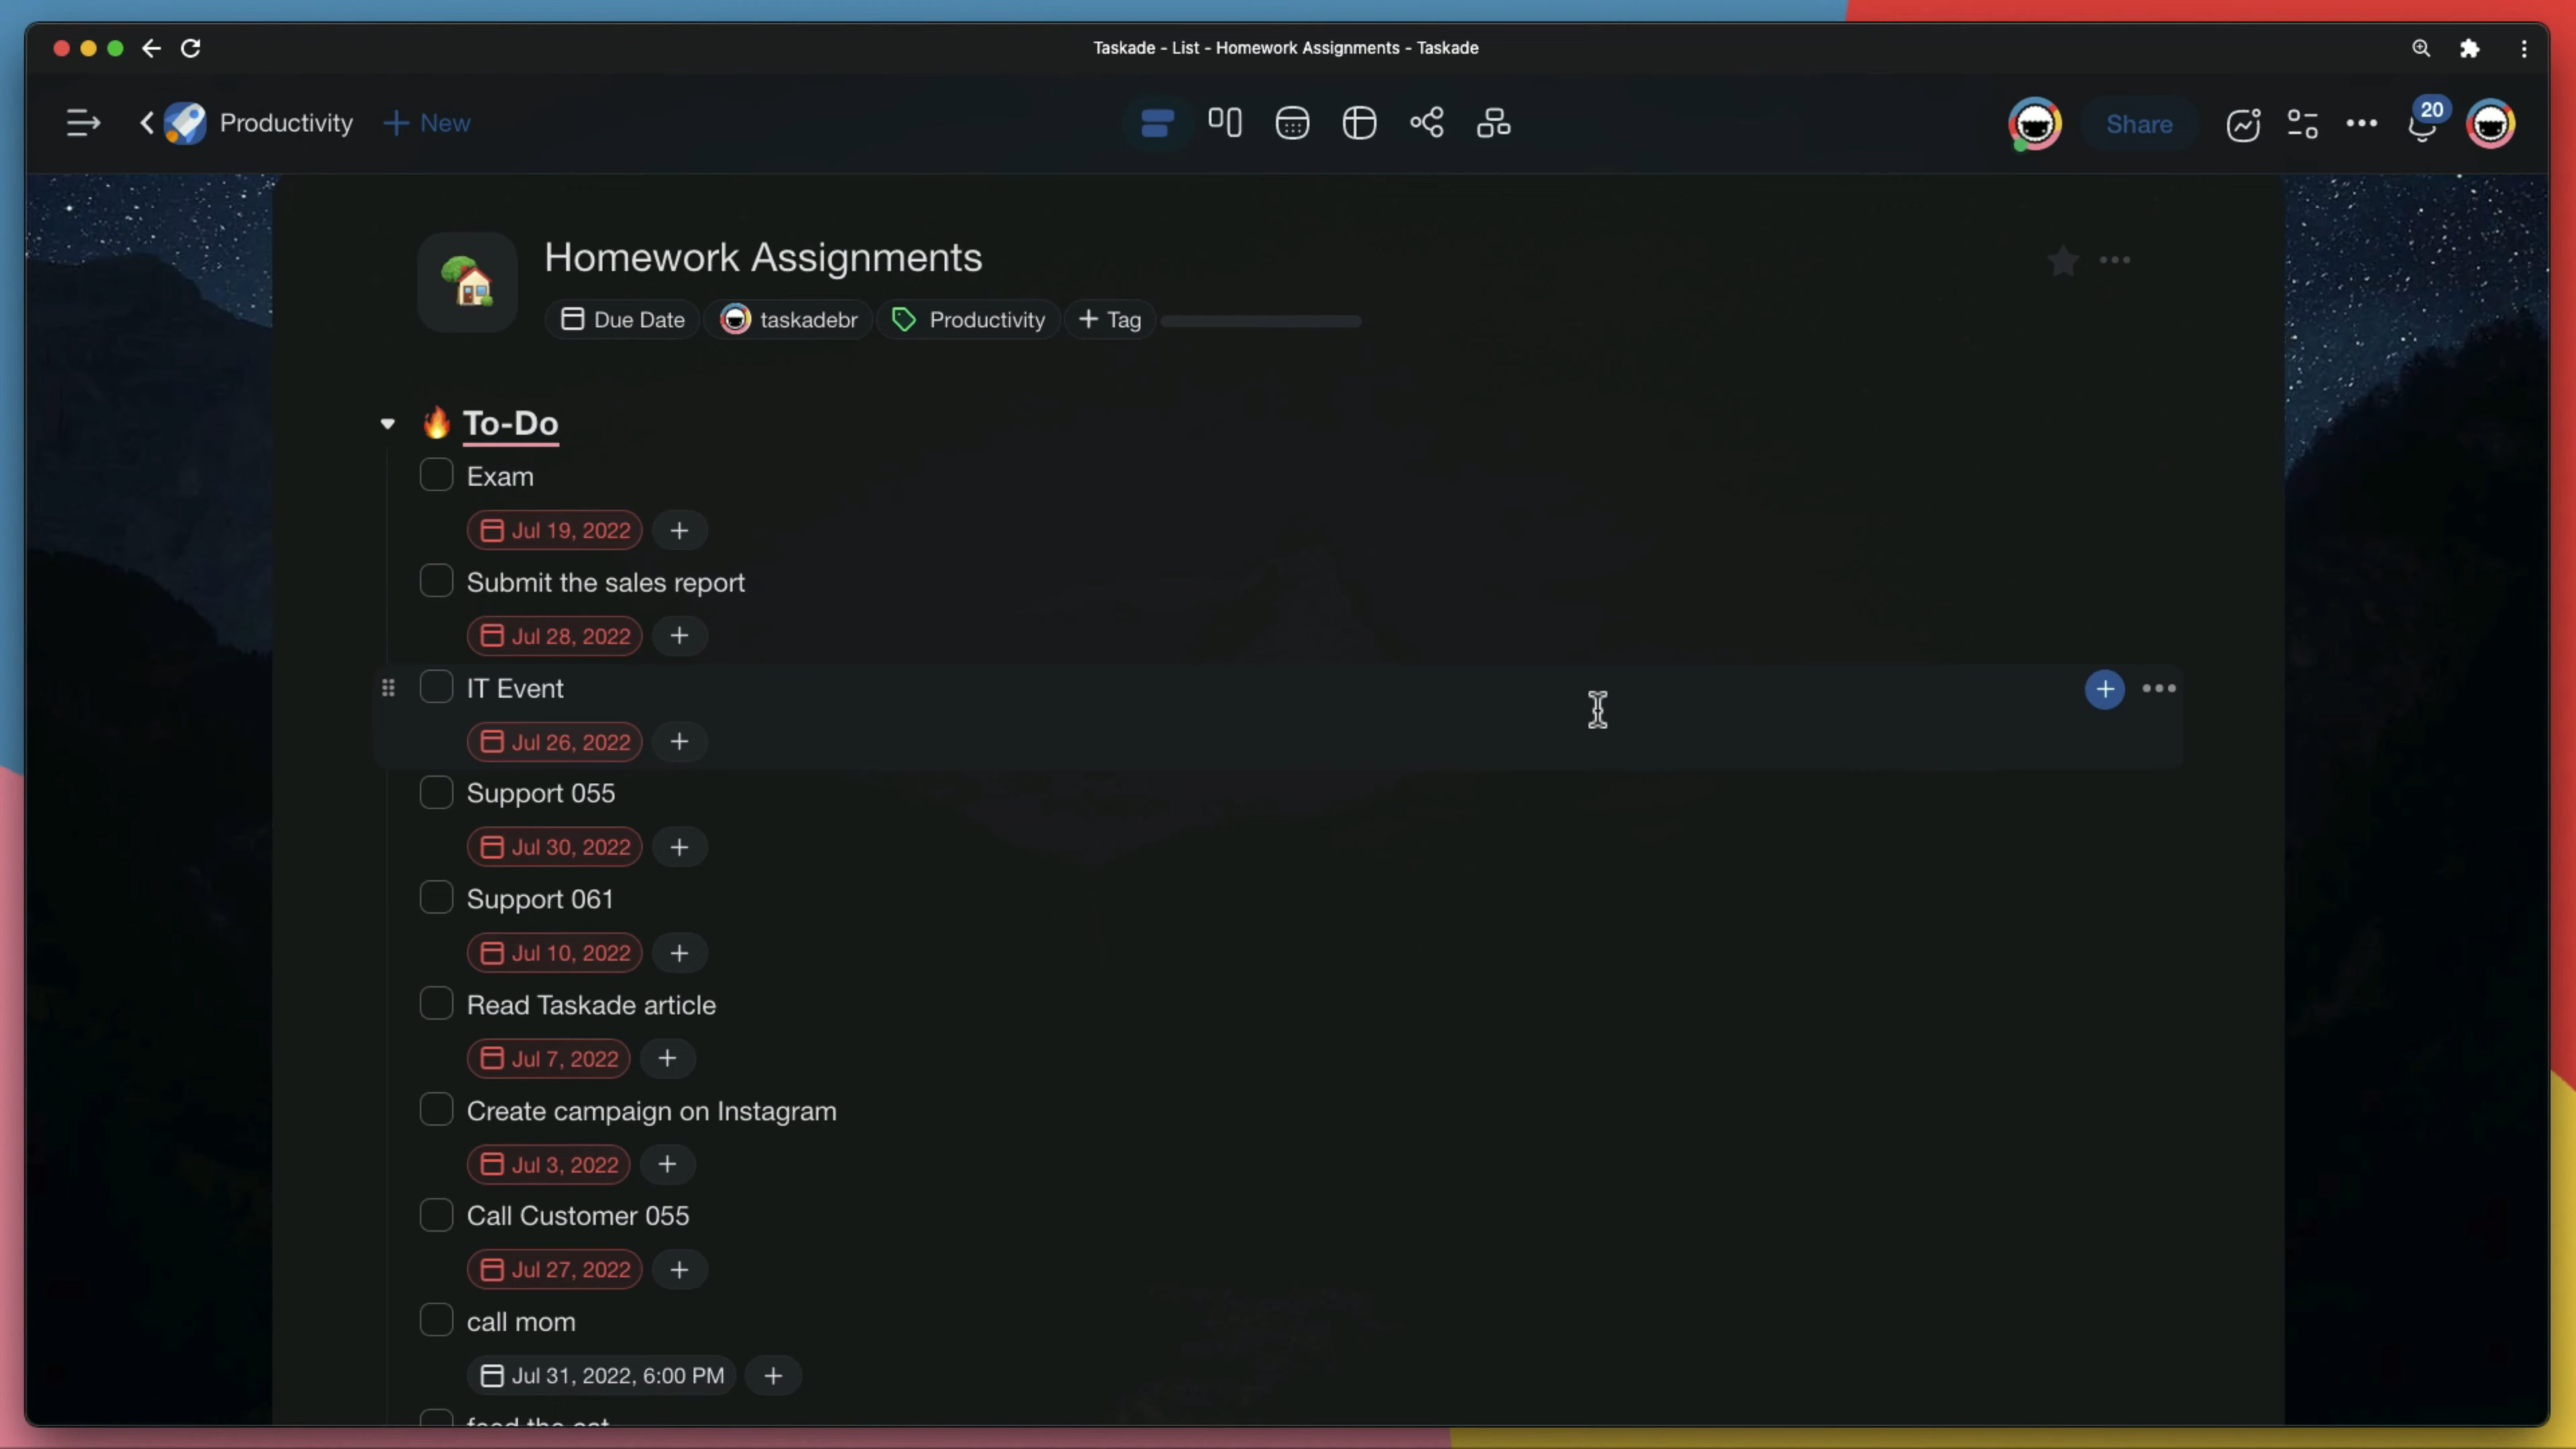 Taskade - List - Homework Assignments - Taskade
Productivity
New
Share
20
Homework Assignments
Due Date
taskadebr
Productivity
Tag
To-Do
Exam
Jul 19, 2022
Submit the sales report
Jul 28, 2022
IT Event
Jul 26, 2022
Support 055
Jul 30, 2022
Support 061
Jul 10, 2022
Read Taskade article
Jul 7, 2022
Create campaign on Instagram
Jul 3, 2022
Call Customer 055
Jul 27, 2022
call mom
Jul 31, 2022, 6:00 PM
feed the cat